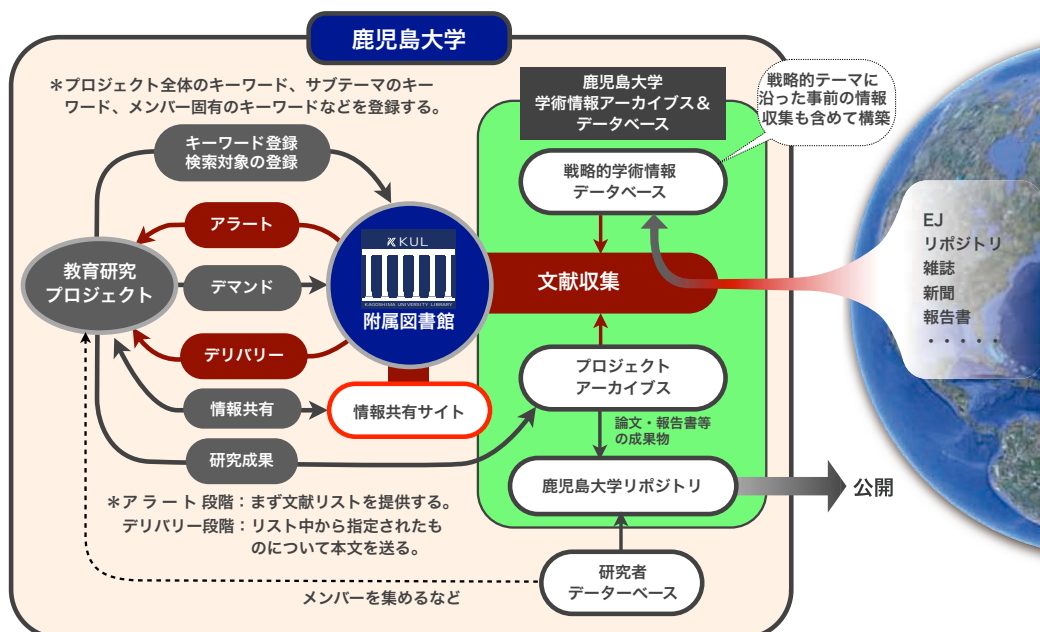 鹿児島大学
＊プロジェクト全体のキーワード、サブテーマのキー
ワード、メンバー固有のキーワードなどを登録する。
鹿児島大学
学術情報アーカイブス＆
データベース
戦略的テーマに
沿った事前の情報
収集も含めて構築
キーワード登録
検索対象の登録
戦略的学術情報
データベース
アラート
教育研究
プロジェクト
デマンド
KUL
KAGOSHIMA UNIVERSITY LIBRARY
附属図書館
文献収集
EJ
リポジトリ
雑誌
新聞
報告書
・・・・・
デリバリー
プロジェクト
アーカイブス
情報共有
情報共有サイト
論文・報告書等
の成果物
研究成果
鹿児島大学リポジトリ
公開
＊ア ラ ー ト 段階：まず文献リストを提供する。
デリバリー段階：リスト中から指定されたも
のについて本文を送る。
研究者
データーベース
メンバーを集めるなど